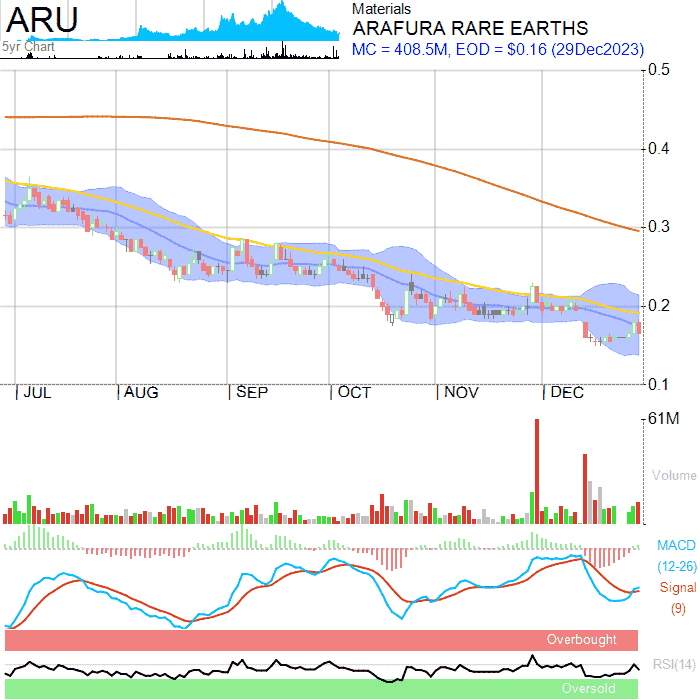 ARU
5yr Chart
Materials
ARAFURA RARE EARTHS
MC = 408.5M, EOD = $0.16 (29Dec2023)
0.5
0.4
0.3
0.2
0.1
JUL AUG SEP OCT NOV DEC
61M
Volume
MACD
(12-26)
Signal
(9)
Overbought
RSI(14)
Oversold